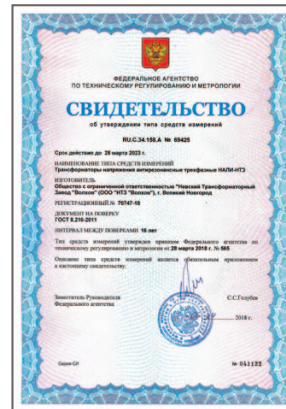 ФЕДЕРАЛЬНОЕ АГЕНТСТВО
ПО ТЕХНИЧЕСКОМУ РЕГУЛИРОВАНИЮ И МЕТРОЛОГИИ
СВИДЕТЕЛЬСТВО
об утверждении типа средств измерений
RU.C.34.158.A № 69425
Срок действия до 28 марта 2023 г.
НАИМЕНОВАНИЕ ТИПА СРЕДСТВ ИЗМЕРЕНИЙ
Трансформаторы напряжения антирезонансные трехфазные НАЛИ-НТЗ
ИЗГОТОВИТЕЛЬ
Общество с ограниченной ответственностью "Невский Трансформаторный
Завод "Волхов" (ООО "НТЗ "Волхов"), г. Великий Новгород
РЕГИСТРАЦИОННЫЙ № 70747-18
ДОКУМЕНТ НА ПОВЕРКУ
ГОСТ 8.216-2011
ИНТЕРВАЛ МЕЖДУ ПОВЕРКАМИ 16 лет
Тип средств измерений утвержден приказом Федерального агентства по
техническому регулированию и метрологии от 28 марта 2018 г. № 565
Описание типа средств измерений является обязательным приложением
к настоящему свидетельству.
Заместитель Руководителя
Федерального агентства
С.С.Голубев
2018 г.
Серия СИ
№ 041122